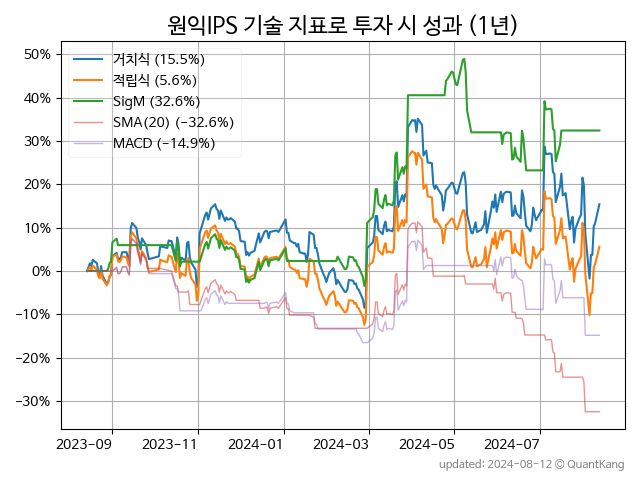 원익IPS 기술 지표로 투자 시 성과 (1년)
거치식 (15.5%)
적립식 (5.6%)
SigM (32.6%)
SMA(20) (−32.6%)
MACD (−14.9%)
50%
40%
30%
20%
10%
0%
−10%
−20%
−30%
2023-09 2023-11 2024-01 2024-03 2024-05 2024-07
updated: 2024-08-12 © QuantKang